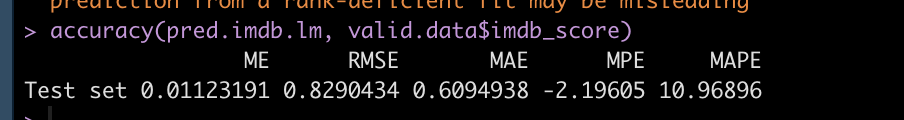 prediction from a rank-deficient fit may be misleading
> accuracy(pred.imdb.lm, valid.data$imdb_score)
ME RMSE MAE MPE MAPE
Test set 0.01123191 0.8290434 0.6094938 -2.19605 10.96896
>